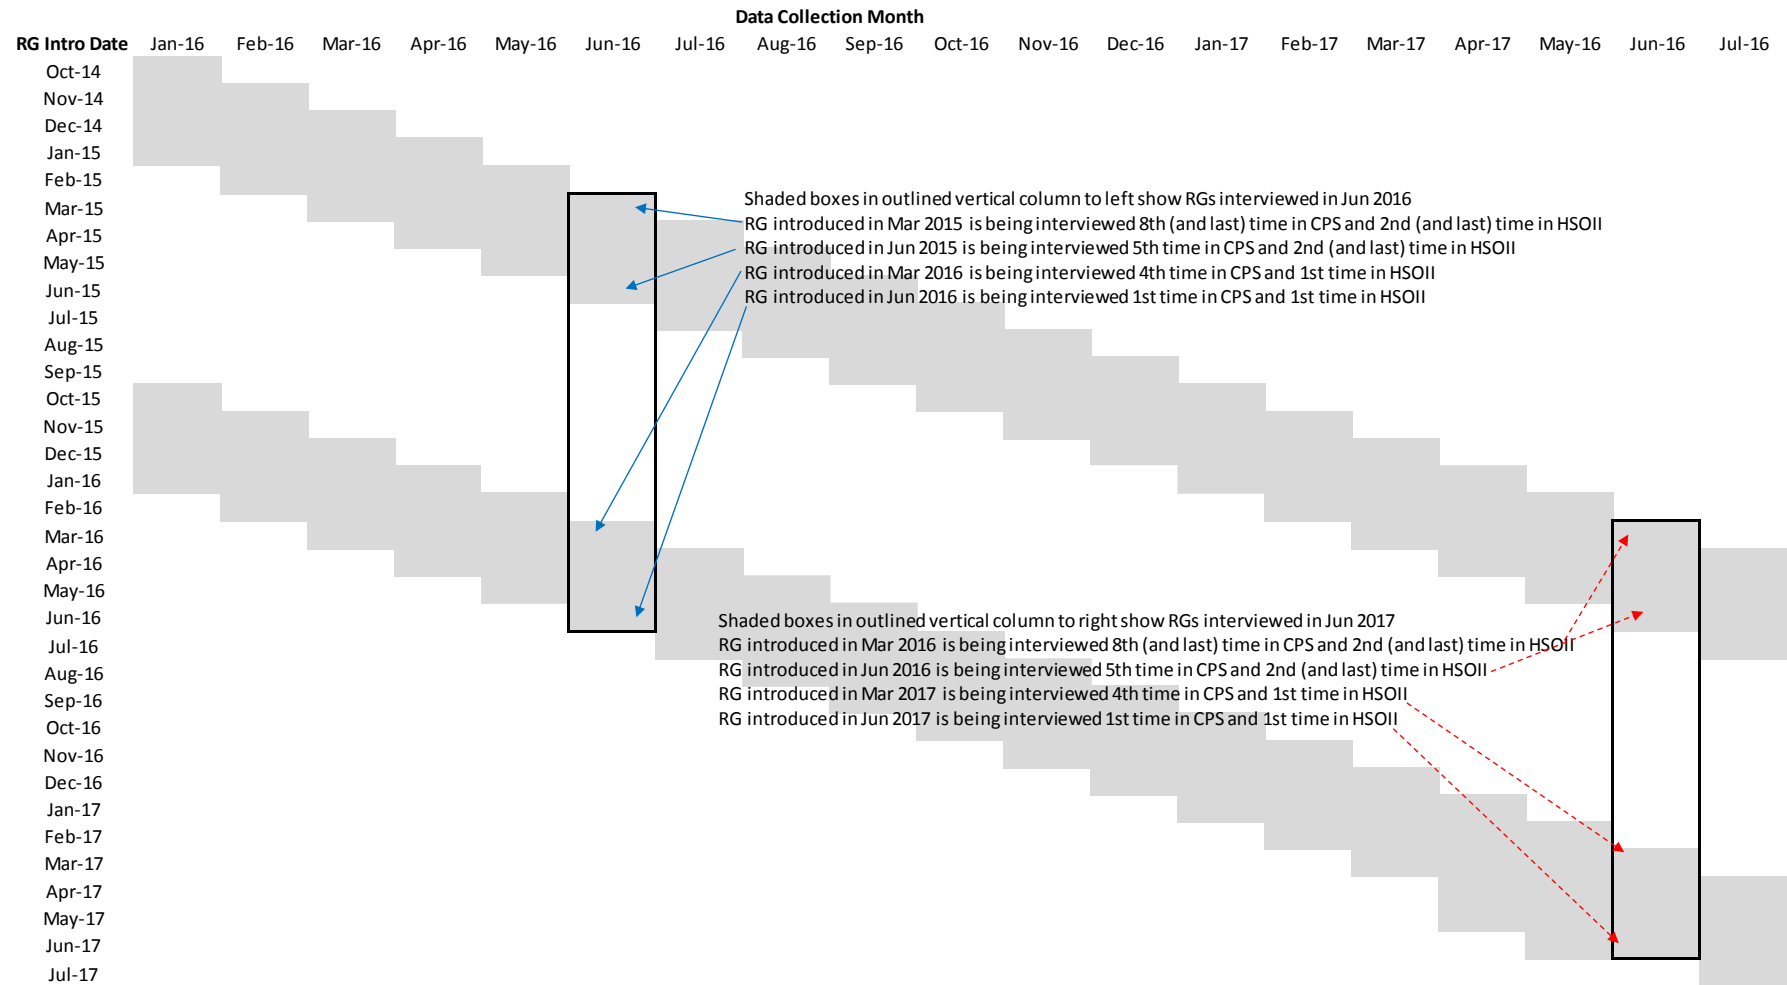 Data Collection Month
RG Intro Date Jan-16 Feb-16 Mar-16 Apr-16 May-16 Jun-16 Jul-16 Aug-16 Sep-16 Oct-16 Nov-16 Dec-16 Jan-17 Feb-17 Mar-17 Apr-17 May-16 Jun-16 Jul-16
Oct-14
Nov-14
Dec-14
Jan-15
Feb-15
Mar-15
Apr-15
May-15
Jun-15
Jul-15
Aug-15
Sep-15
Oct-15
Nov-15
Dec-15
Jan-16
Feb-16
Mar-16
Apr-16
May-16
Jun-16
Jul-16
Aug-16
Sep-16
Oct-16
Nov-16
Dec-16
Jan-17
Feb-17
Mar-17
Apr-17
May-17
Jun-17
Jul-17
Shaded boxes in outlined vertical column to left show RGs interviewed in Jun 2016
RG introduced in Mar 2015 is being interviewed 8th (and last) time in CPS and 2nd (and last) time in HSOII
RG introduced in Jun 2015 is being interviewed 5th time in CPS and 2nd (and last) time in HSOII
RG introduced in Mar 2016 is being interviewed 4th time in CPS and 1st time in HSOII
RG introduced in Jun 2016 is being interviewed 1st time in CPS and 1st time in HSOII
Shaded boxes in outlined vertical column to right show RGs interviewed in Jun 2017
RG introduced in Mar 2016 is being interviewed 8th (and last) time in CPS and 2nd (and last) time in HSOII
RG introduced in Jun 2016 is being interviewed 5th time in CPS and 2nd (and last) time in HSOII
RG introduced in Mar 2017 is being interviewed 4th time in CPS and 1st time in HSOII
RG introduced in Jun 2017 is being interviewed 1st time in CPS and 1st time in HSOII